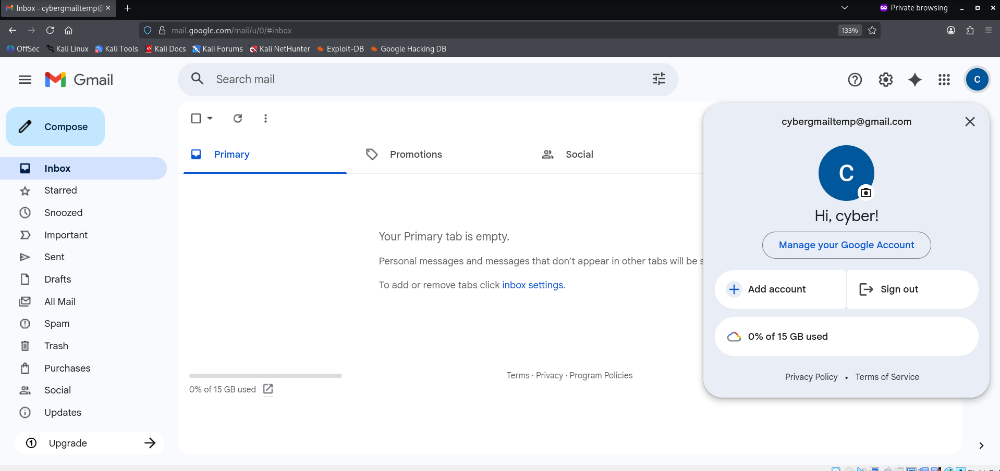 Inbox - cybergmailtemp@
Private browsing
mail.google.com/mail/u/0/#inbox
133%
OffSec
Kali Linux
Kali Tools
Kali Docs
Kali Forums
Kali NetHunter
Exploit-DB
Google Hacking DB
Gmail
Search mail
C
Compose
Inbox
Starred
Snoozed
Important
Sent
Drafts
All Mail
Spam
Trash
Purchases
Social
Updates
1 Upgrade
Primary
Promotions
Social
Your Primary tab is empty.
Personal messages and messages that don’t appear in other tabs will be s
To add or remove tabs click inbox settings.
0% of 15 GB used
Terms · Privacy · Program Policies
cybergmailtemp@gmail.com
C
Hi, cyber!
Manage your Google Account
Add account
Sign out
0% of 15 GB used
Privacy Policy • Terms of Service